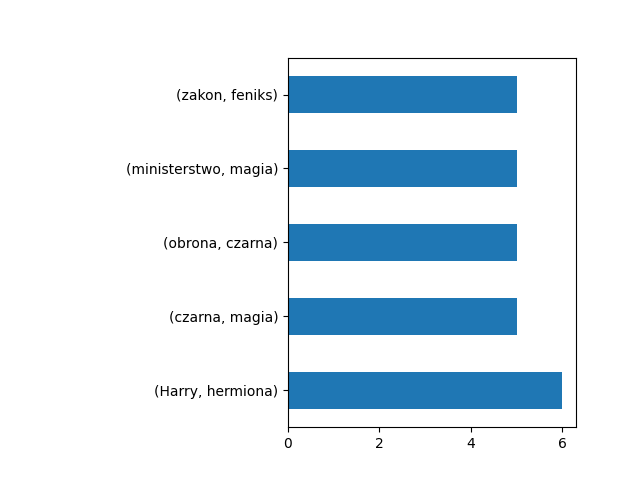 (zakon, feniks)
(ministerstwo, magia)
(obrona, czarna)
(czarna, magia)
(Harry, hermiona)
0 2 4 6